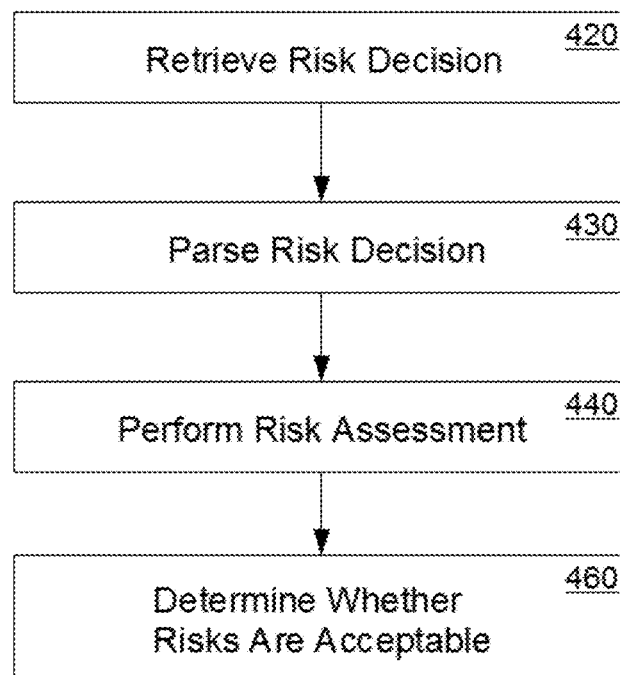 420
Retrieve Risk Decision
430
Parse Risk Decision
440
Perform Risk Assessment
460
Determine Whether
Risks Are Acceptable